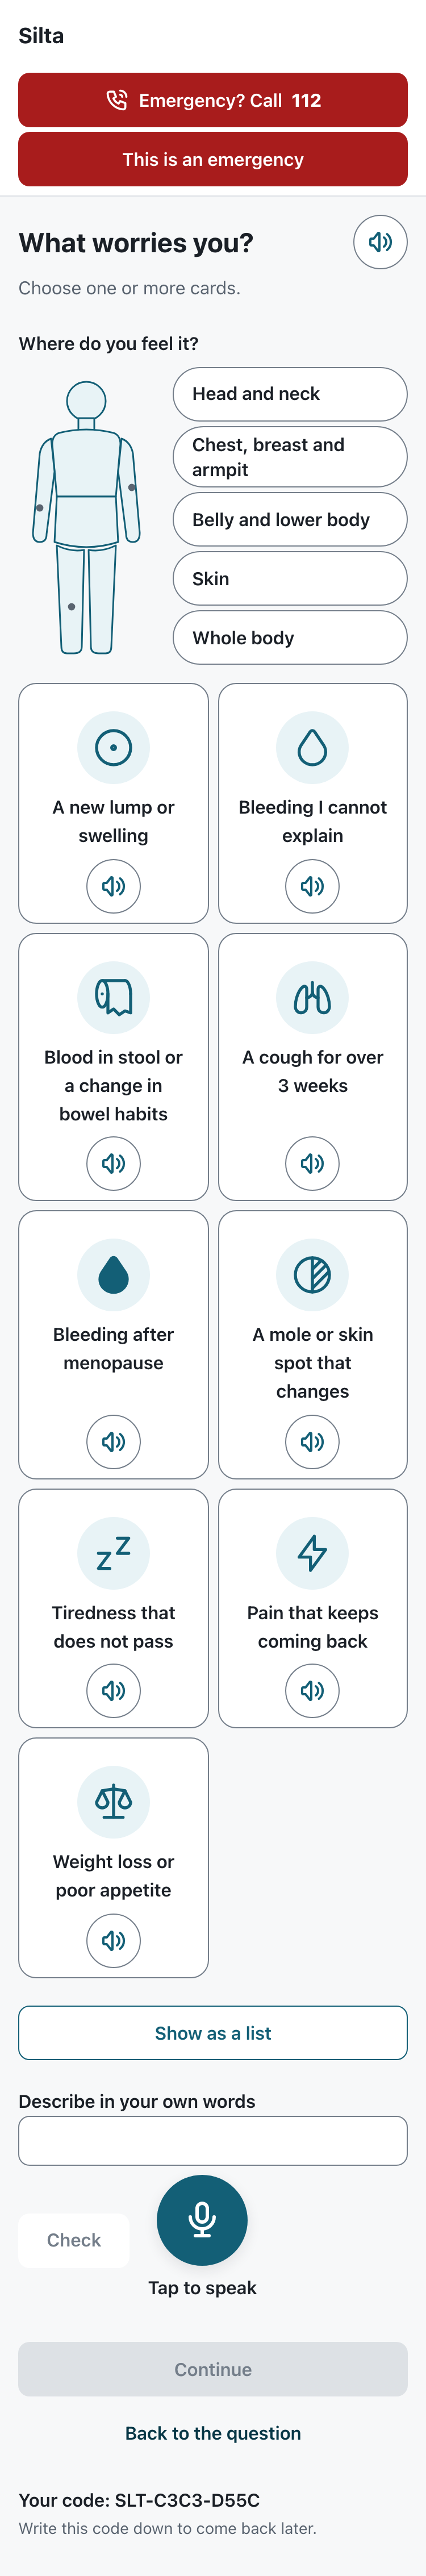 Silta
Emergency? Call 112
This is an emergency
What worries you?
Choose one or more cards.
Where do you feel it?
Head and neck
Chest, breast and
armpit
Belly and lower body
Skin
Whole body
A new lump or
swelling
Bleeding I cannot
explain
Blood in stool or
a change in
bowel habits
A cough for over
3 weeks
Bleeding after
menopause
A mole or skin
spot that
changes
Tiredness that
does not pass
Pain that keeps
coming back
Weight loss or
poor appetite
Show as a list
Describe in your own words
Check
Tap to speak
Continue
Back to the question
Your code: SLT-C3C3-D55C
Write this code down to come back later.